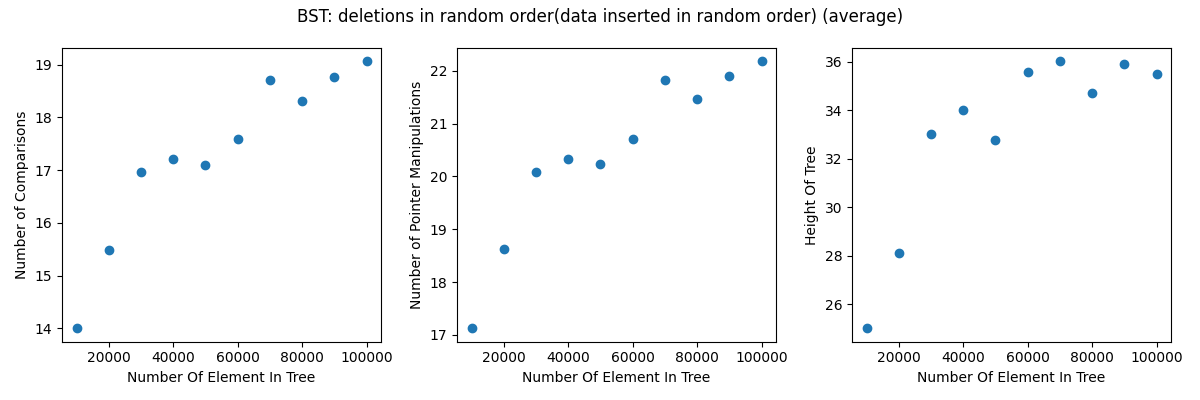 BST: deletions in random order(data inserted in random order) (average)
Number of Comparisons
19
18
17
16
15
14
20000 40000 60000 80000 100000
Number Of Element In Tree
Number of Pointer Manipulations
22
21
20
19
18
17
20000 40000 60000 80000 100000
Number Of Element In Tree
Height Of Tree
36
34
32
30
28
26
20000 40000 60000 80000 100000
Number Of Element In Tree